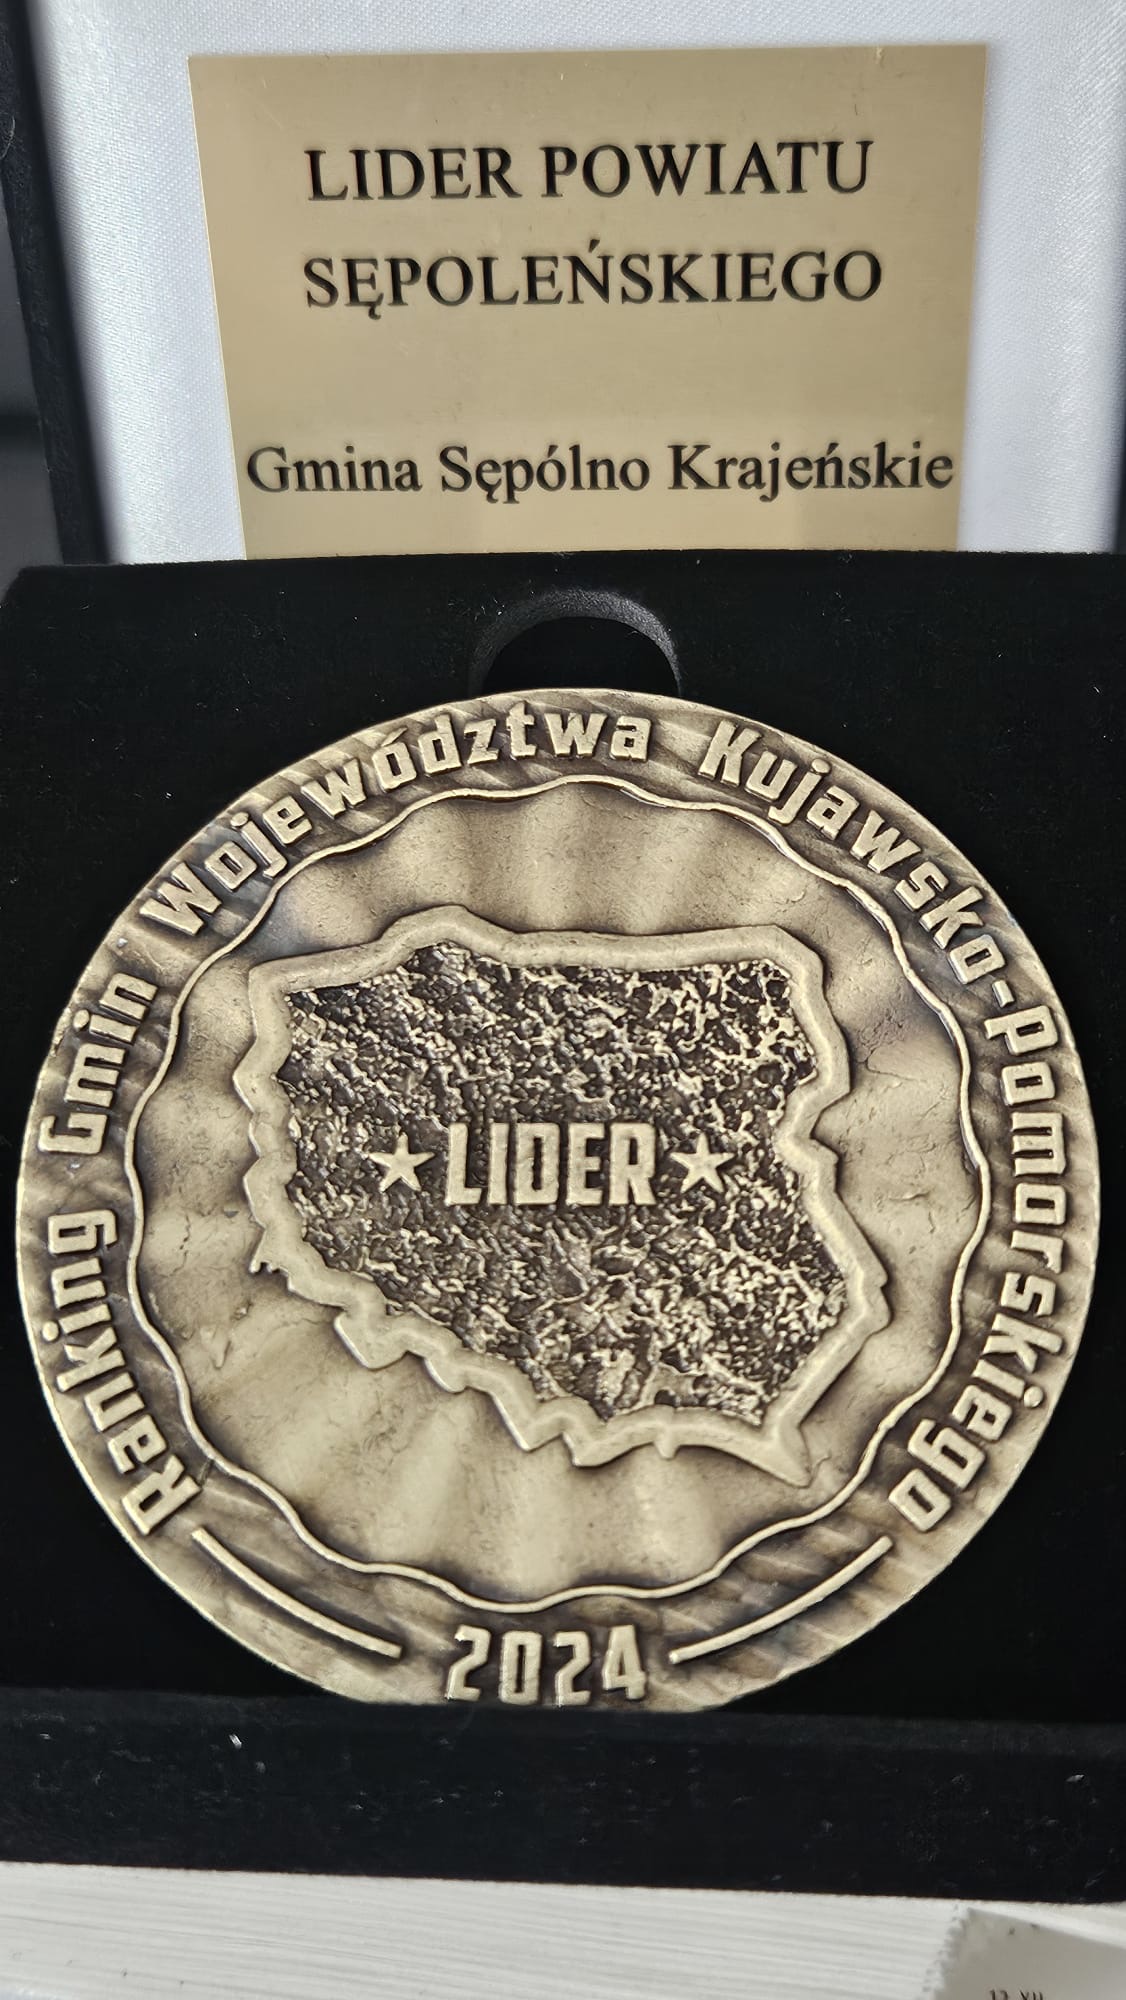 LIDER POWIATU
SĘPOLEŃSKIEGO
Gmina Sępólno Krajeńskie
Ranking Gmin Województwa Kujawsko-Pomorskiego
★ LIDER ★
2024